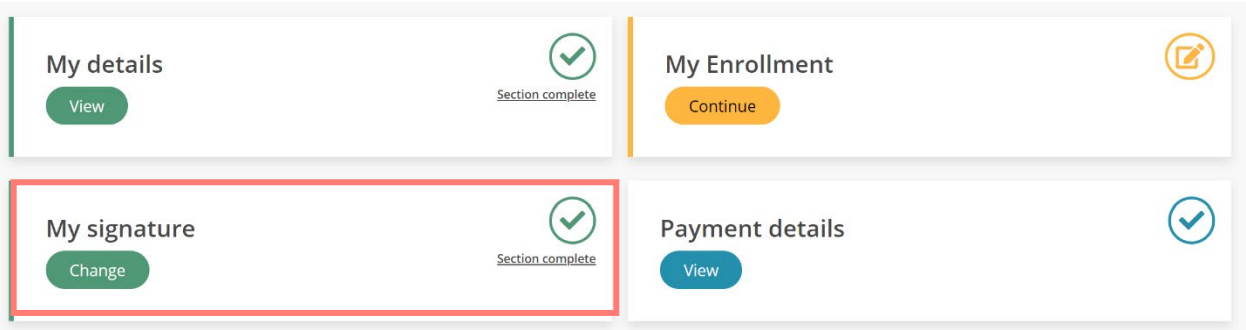 My details
View
Section complete
My Enrollment
Continue
My signature
Change
Section complete
Payment details
View